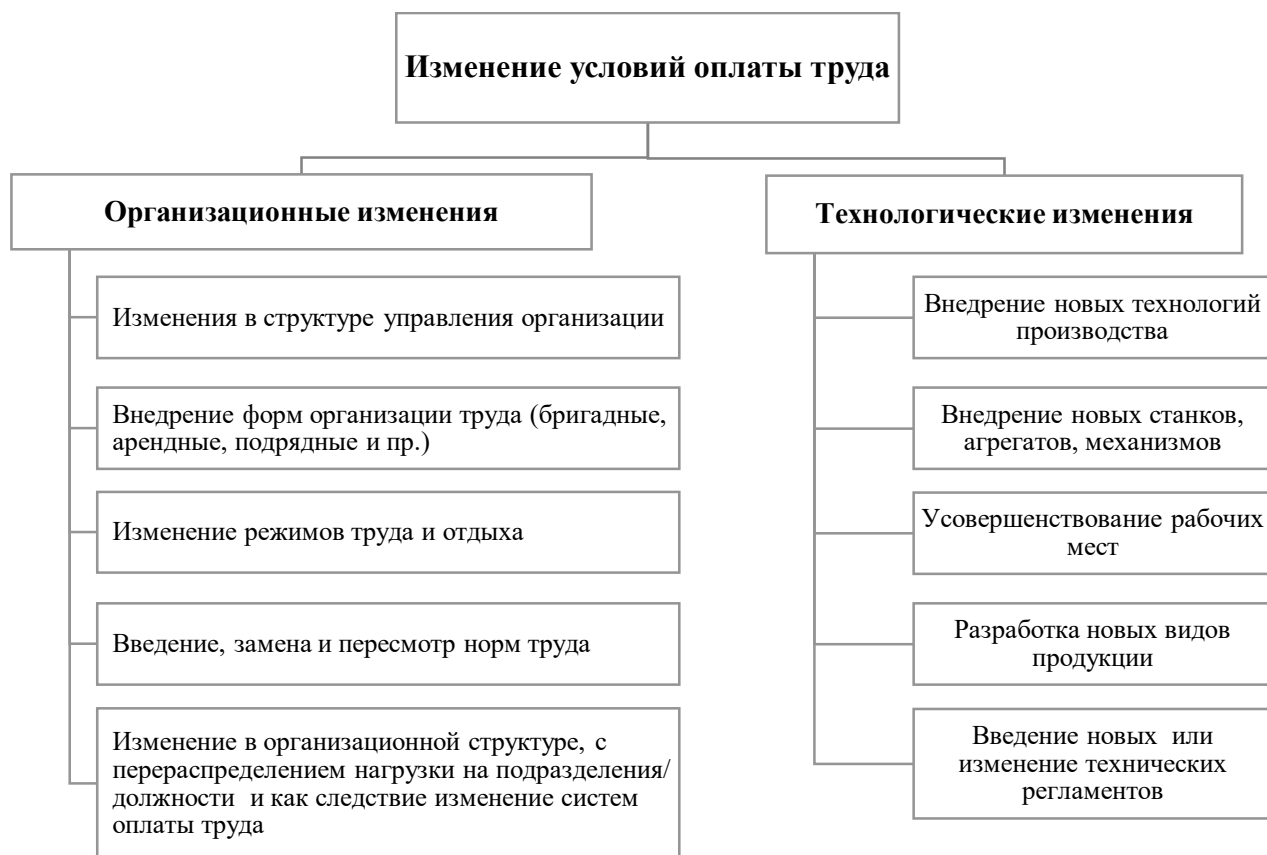 Изменение условий оплаты труда
Организационные изменения
Изменения в структуре управления организации
Внедрение форм организации труда (бригадные,
арендные, подрядные и пр.)
Изменение режимов труда и отдыха
Введение, замена и пересмотр норм труда
Изменение в организационной структуре, с
перераспределением нагрузки на подразделения/
должности и как следствие изменение систем
оплаты труда
Технологические изменения
Внедрение новых технологий
производства
Внедрение новых станков,
агрегатов, механизмов
Усовершенствование рабочих
мест
Разработка новых видов
продукции
Введение новых или
изменение технических
регламентов